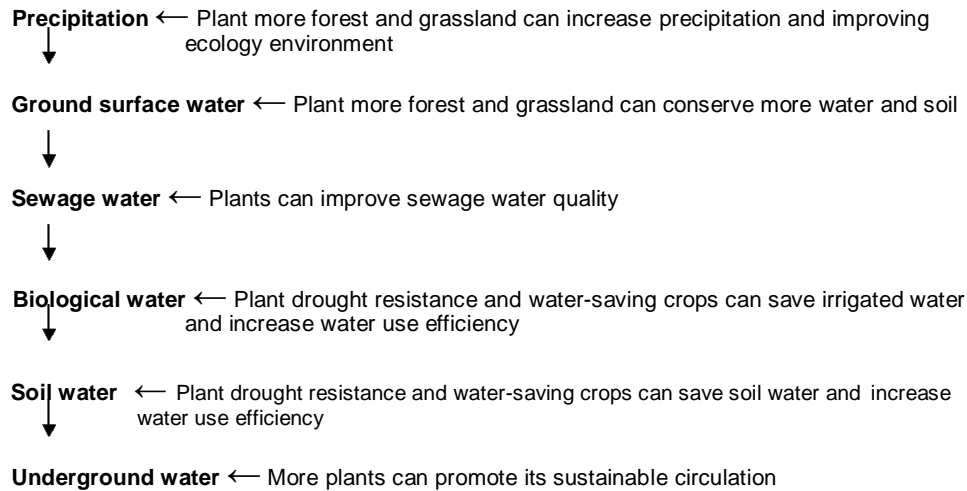 Precipitation ← Plant more forest and grassland can increase precipitation and improving
ecology environment
Ground surface water ← Plant more forest and grassland can conserve more water and soil
Sewage water ← Plants can improve sewage water quality
Biological water ← Plant drought resistance and water-saving crops can save irrigated water
and increase water use efficiency
Soil water ← Plant drought resistance and water-saving crops can save soil water and increase
water use efficiency
Underground water ← More plants can promote its sustainable circulation